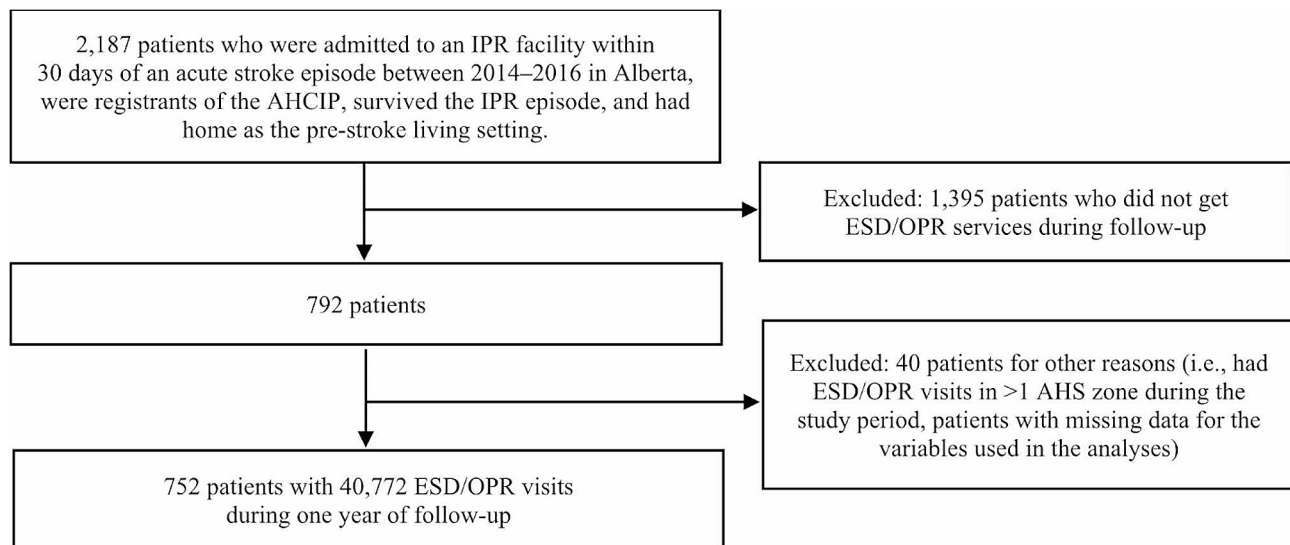 2,187 patients who were admitted to an IPR facility within
30 days of an acute stroke episode between 2014–2016 in Alberta,
were registrants of the AHCIP, survived the IPR episode, and had
home as the pre-stroke living setting.
Excluded: 1,395 patients who did not get
ESD/OPR services during follow-up
792 patients
Excluded: 40 patients for other reasons (i.e., had
ESD/OPR visits in >1 AHS zone during the
study period, patients with missing data for the
variables used in the analyses)
752 patients with 40,772 ESD/OPR visits
during one year of follow-up